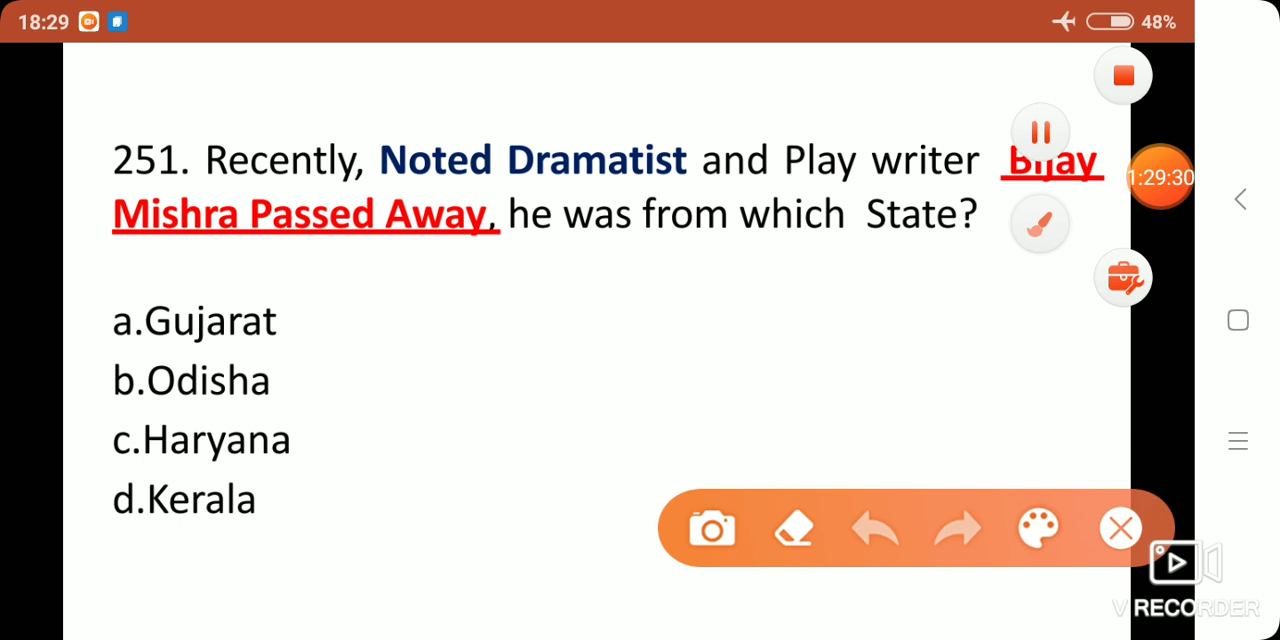 18:29 48%
251. Recently, Noted Dramatist and Play writer Bijay
1:29:30
Mishra Passed Away, he was from which State?
a.Gujarat
b.Odisha
c.Haryana
d.Kerala
V RECORDER